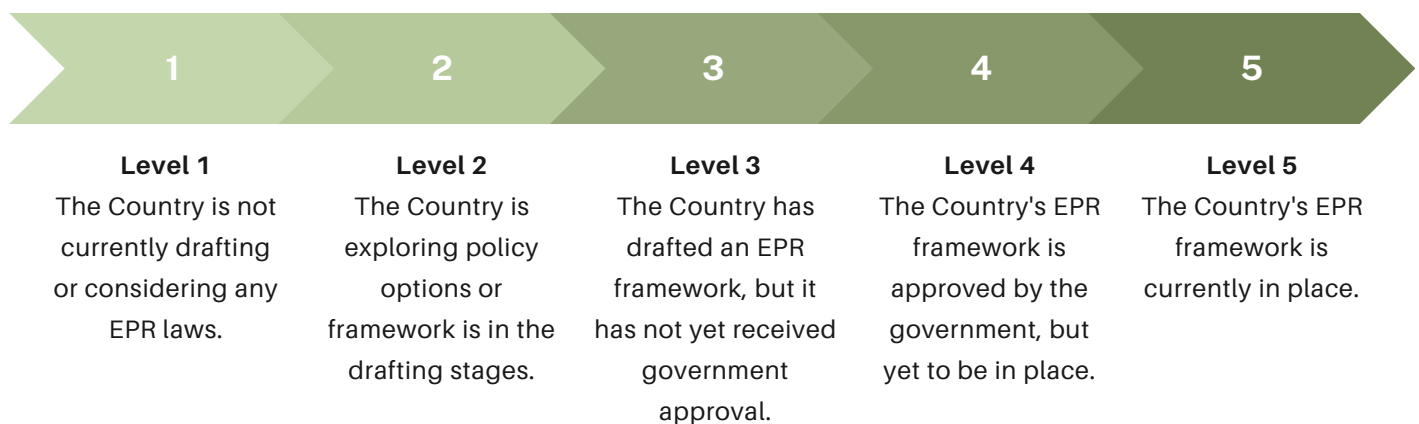 1
2
3
4
5
Level 1
The Country is not
currently drafting
or considering any
EPR laws.
Level 2
The Country is
exploring policy
options or
framework is in the
drafting stages.
Level 3
The Country has
drafted an EPR
framework, but it
has not yet received
government
approval.
Level 4
The Country's EPR
framework is
approved by the
government, but
yet to be in place.
Level 5
The Country's EPR
framework is
currently in place.